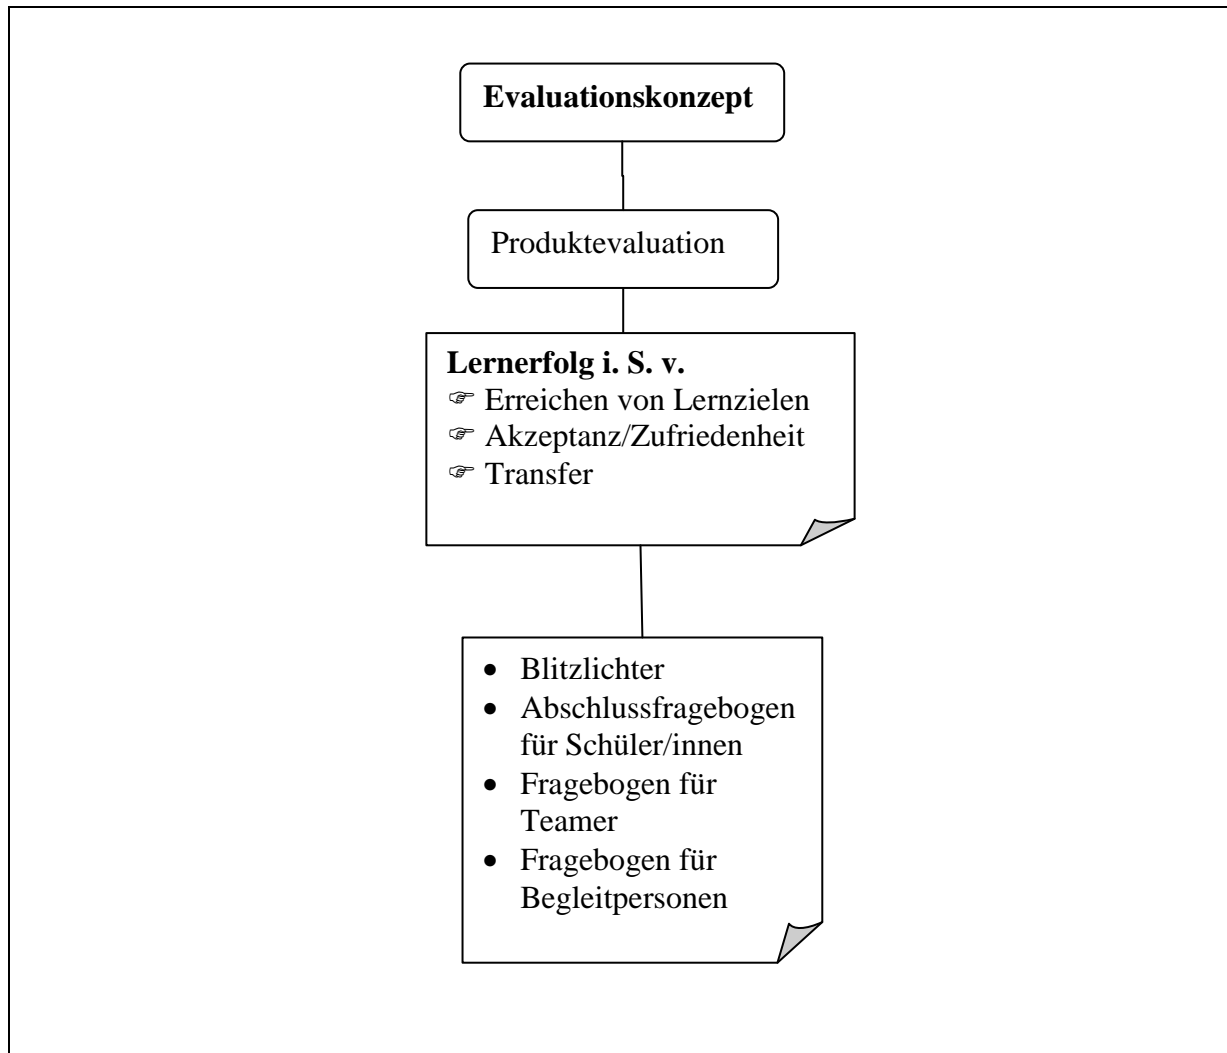 Evaluationskonzept
Produktevaluation
Lernerfolg i. S. v.
☞ Erreichen von Lernzielen
☞ Akzeptanz/Zufriedenheit
☞ Transfer
• Blitzlichter
• Abschlussfragebogen
für Schüler/innen
• Fragebogen für
Teamer
• Fragebogen für
Begleitpersonen